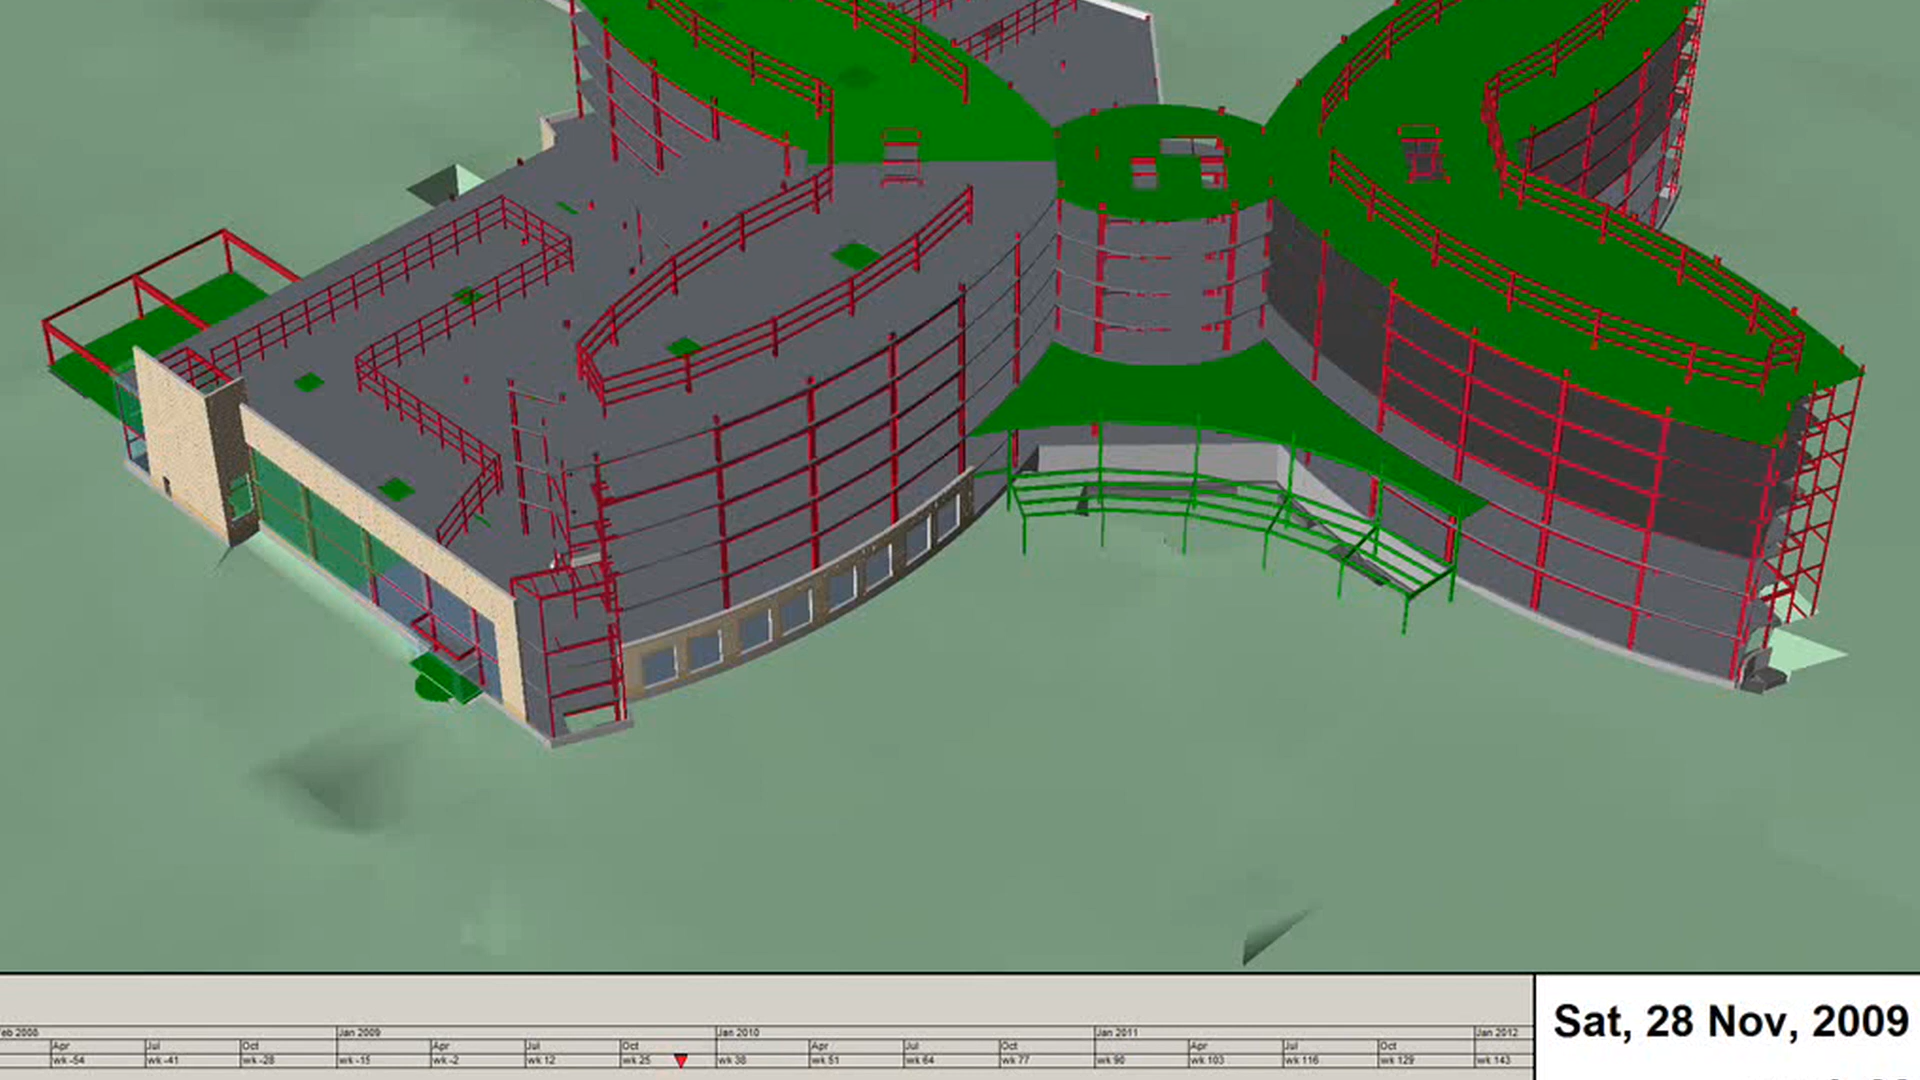 Sat, 28 Nov, 2009
eb 2008 Jan 2009 Jan 2010 Jan 2011 Jan 2012
Apr Jul Oct Apr Jul Oct Apr Jul Oct Apr Jul Oct
wk -54 wk -41 wk -28 wk -15 wk -2 wk 12 wk 25 wk 38 wk 51 wk 64 wk 77 wk 90 wk 103 wk 116 wk 129 wk 143